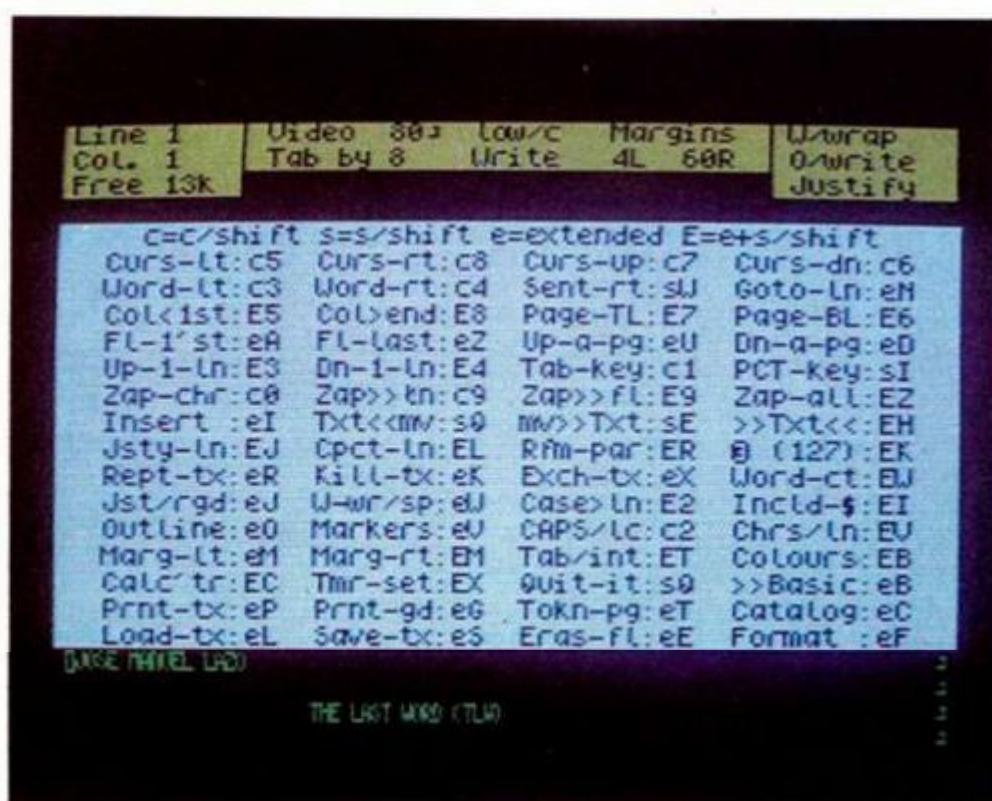 Line 1
Col. 1
Free 13k
Video 80 low/c Margins
Tab by 8 Write 4L 60R
W/wrap
O/write
Justify
c=c/shift s=s/shift e=extended E=e+s/shift
Curs-lt:c5 Curs-rt:c8 Curs-up:c7 Curs-dn:c6
Word-lt:c3 Word-rt:c4 Sent-rt:sW Goto-ln:eN
Col<1st:E5 Col>end:E8 Page-TL:E7 Page-BL:E6
Fl-1'st:eA Fl-last:eZ Up-a-pg:eU Dn-a-pg:eD
Up-1-ln:E3 Dn-1-ln:E4 Tab-key:c1 PCT-key:sI
Zap-chr:c0 Zap>>ln:c9 Zap>>fl:E9 Zap-all:EZ
Insert :eI Txt<<mv:sQ mv>>Txt:sE >>Txt<<:EH
Jsty-ln:EJ Cpct-ln:EL Rfm-par:ER (127):EK
Rept-tx:eR Kill-tx:eK Exch-tx:eX Word-ct:EW
Jst/rgd:eJ W-wr/sp:eW Case>ln:E2 Incld-$:EI
Outline:eO Markers:eV CAPS/lc:c2 Chrs/ln:EV
Marg-lt:eM Marg-rt:EM Tab/int:ET Colours:EB
Calc'tr:EC Tmr-set:EX Quit-it:sQ >>Basic:eB
Prnt-tx:eP Prnt-gd:eG Tokn-pg:eT Catalog:eC
Load-tx:eL Save-tx:eS Eras-fl:eE Format :eF
(JOSE MANUEL LAZO)
THE LAST WORD (TLW)